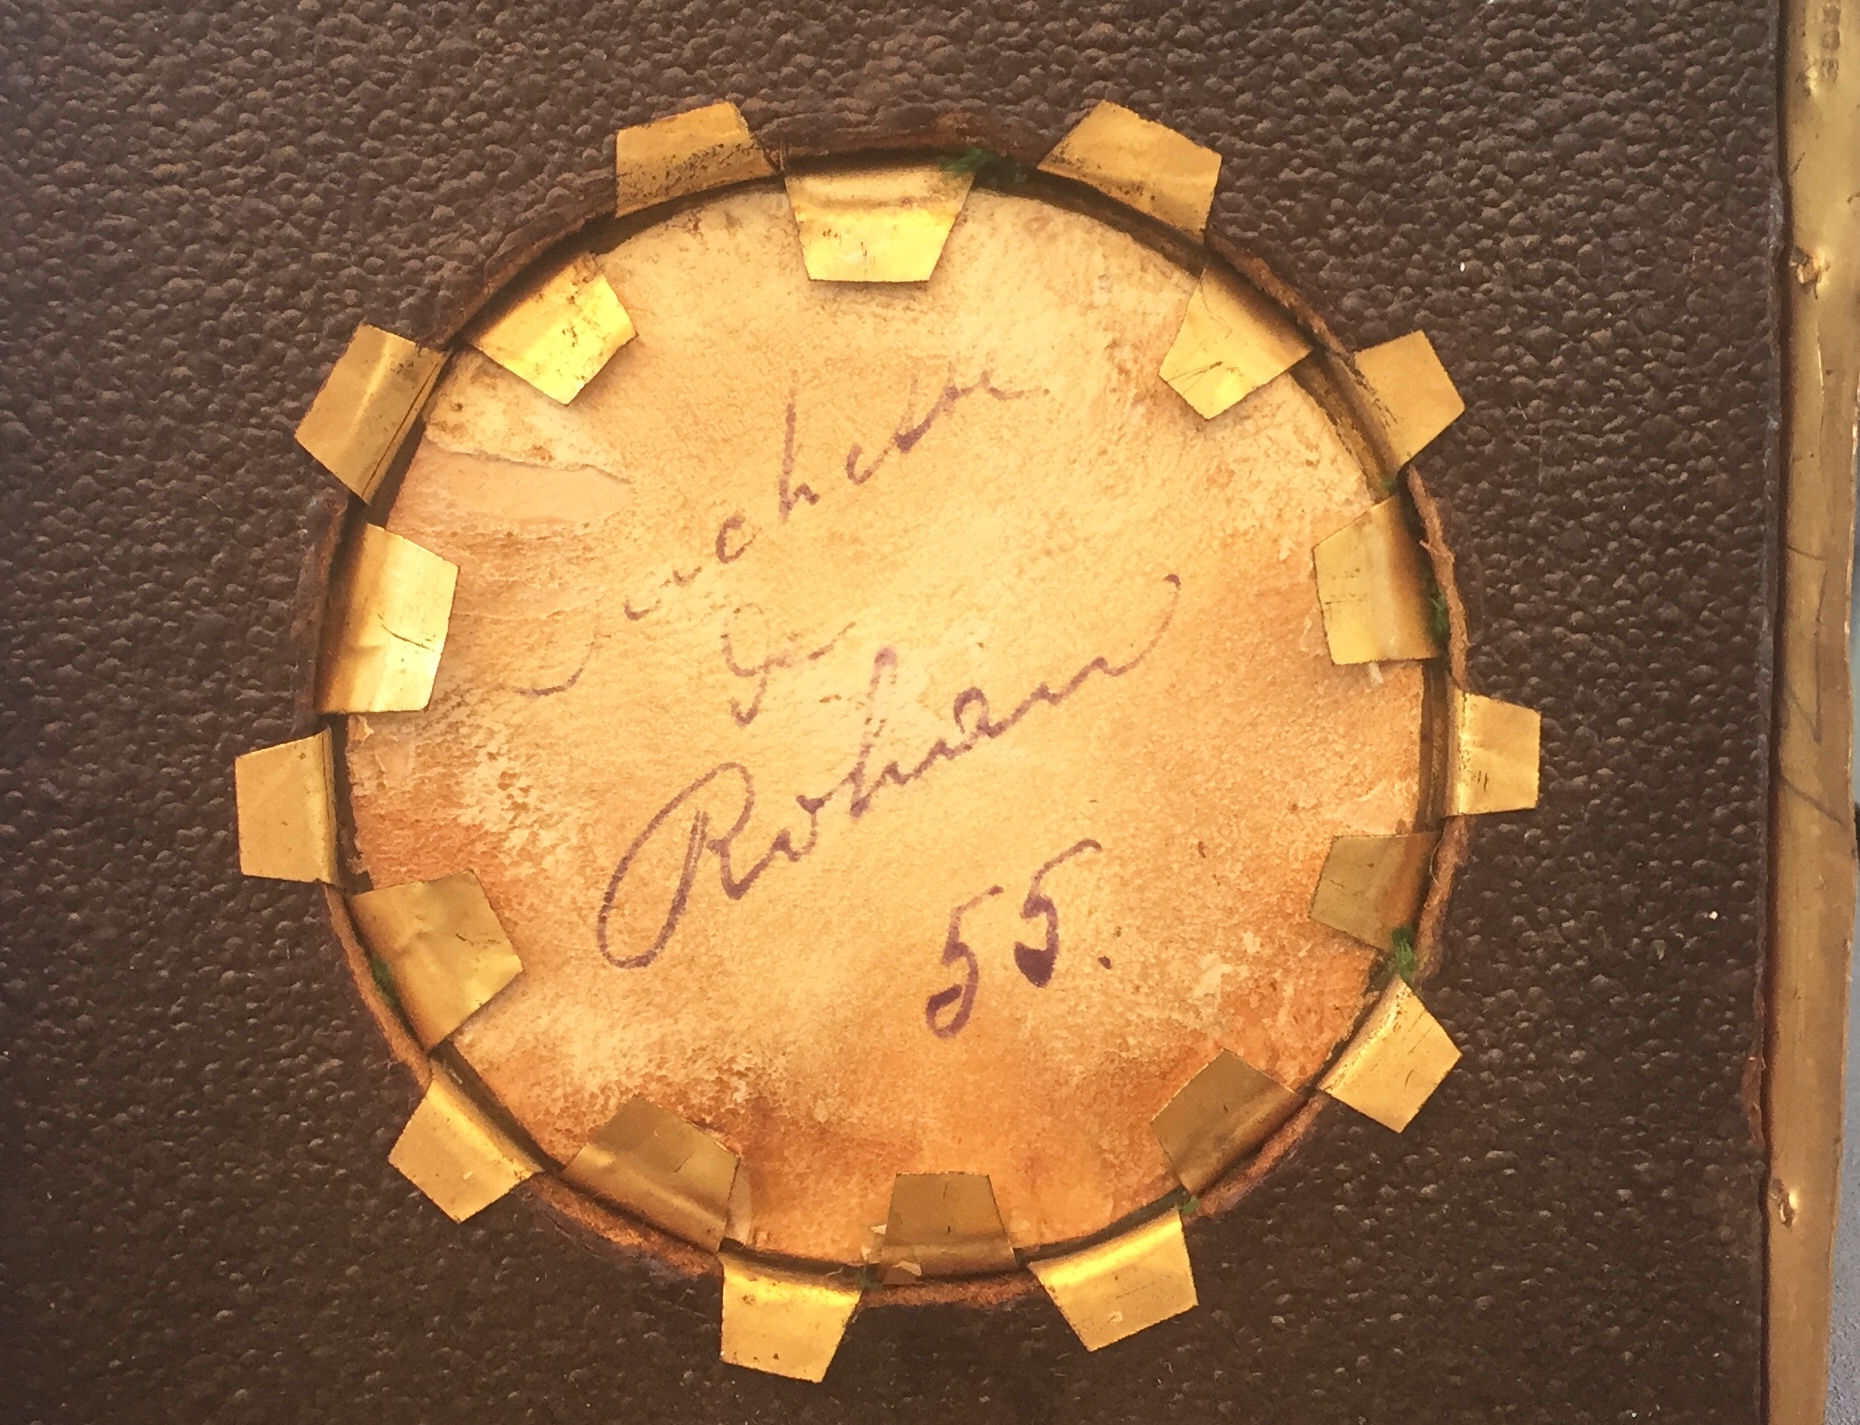 Duchesse
De
Rohan
55.